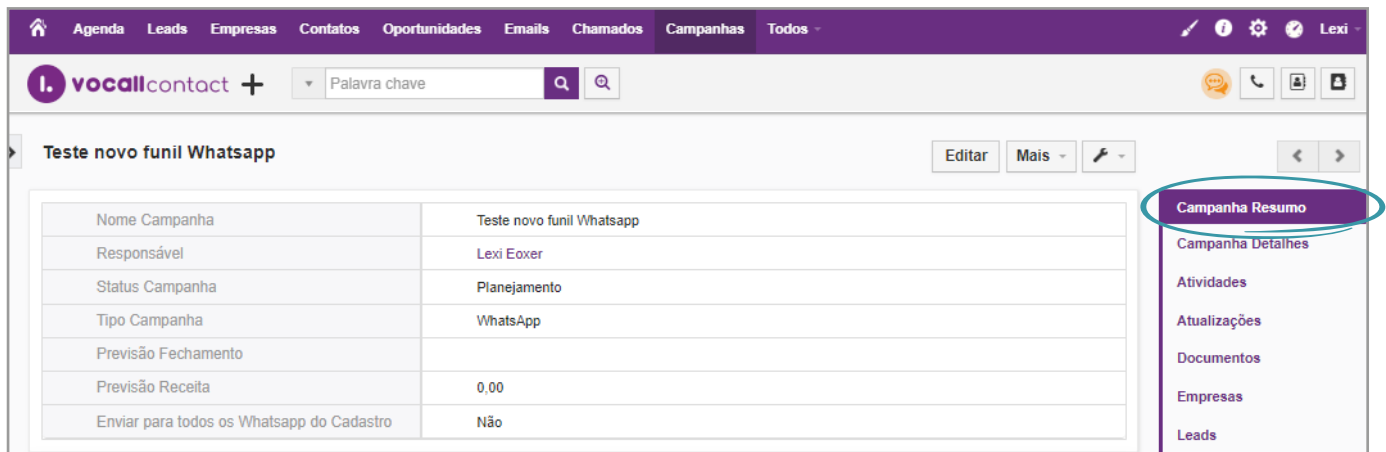 Agenda Leads Empresas Contatos Oportunidades Emails Chamados Campanhas Todos Lexi
vocallcontact Palavra chave
Teste novo funil Whatsapp Editar Mais
Campanha Resumo
Nome Campanha Teste novo funil Whatsapp
Responsável Lexi Eoxer
Campanha Detalhes
Status Campanha Planejamento
Atividades
Tipo Campanha WhatsApp
Atualizações
Previsão Fechamento
Documentos
Previsão Receita 0,00
Empresas
Enviar para todos os Whatsapp do Cadastro Não
Leads